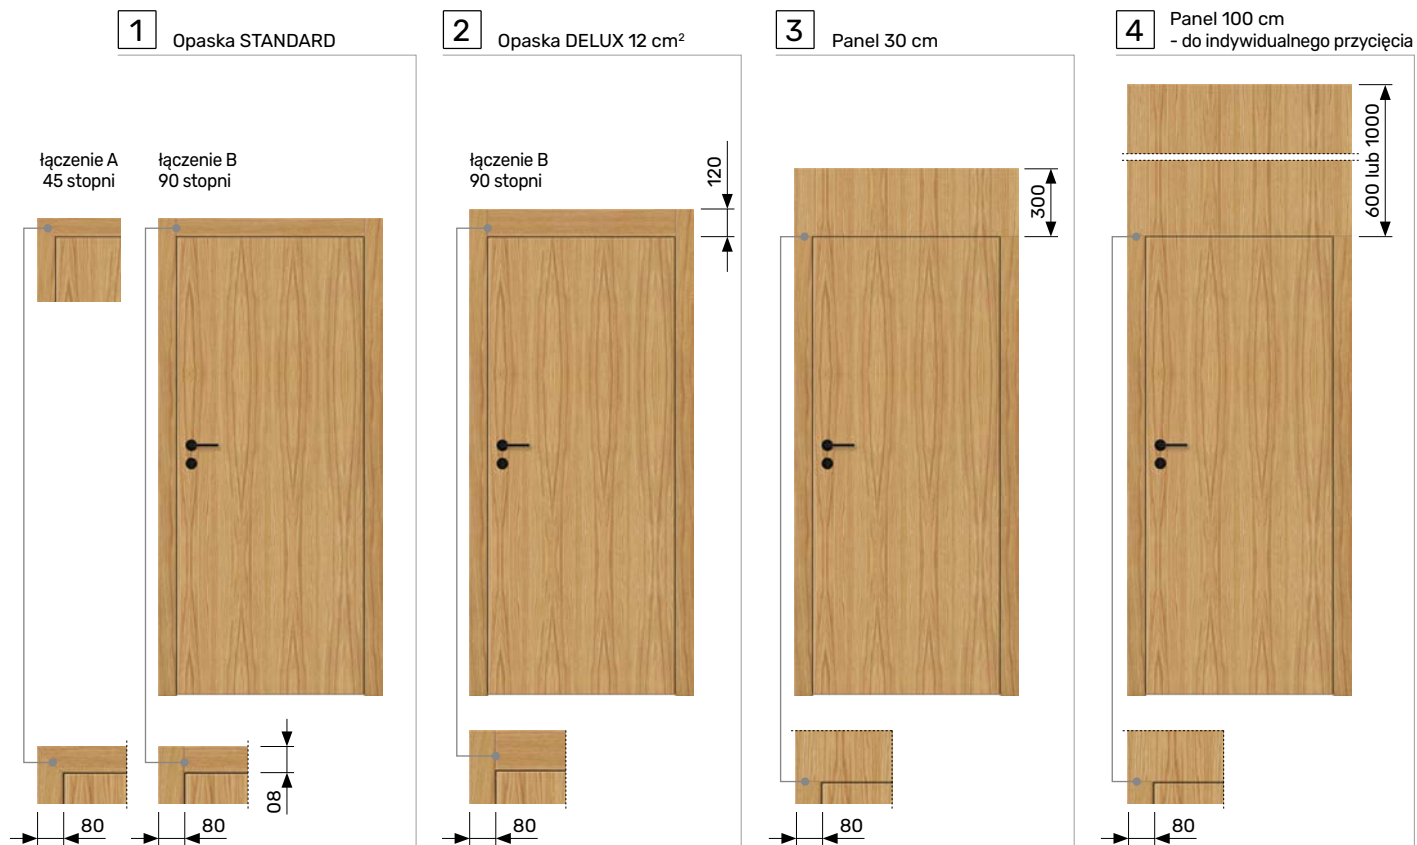 1 Opaska STANDARD
łączenie A
45 stopni
łączenie B
90 stopni
80
80
80
2 Opaska DELUX 12 cm²
łączenie B
90 stopni
120
80
3 Panel 30 cm
300
80
4 Panel 100 cm
- do indywidualnego przycięcia
600 lub 1000
80